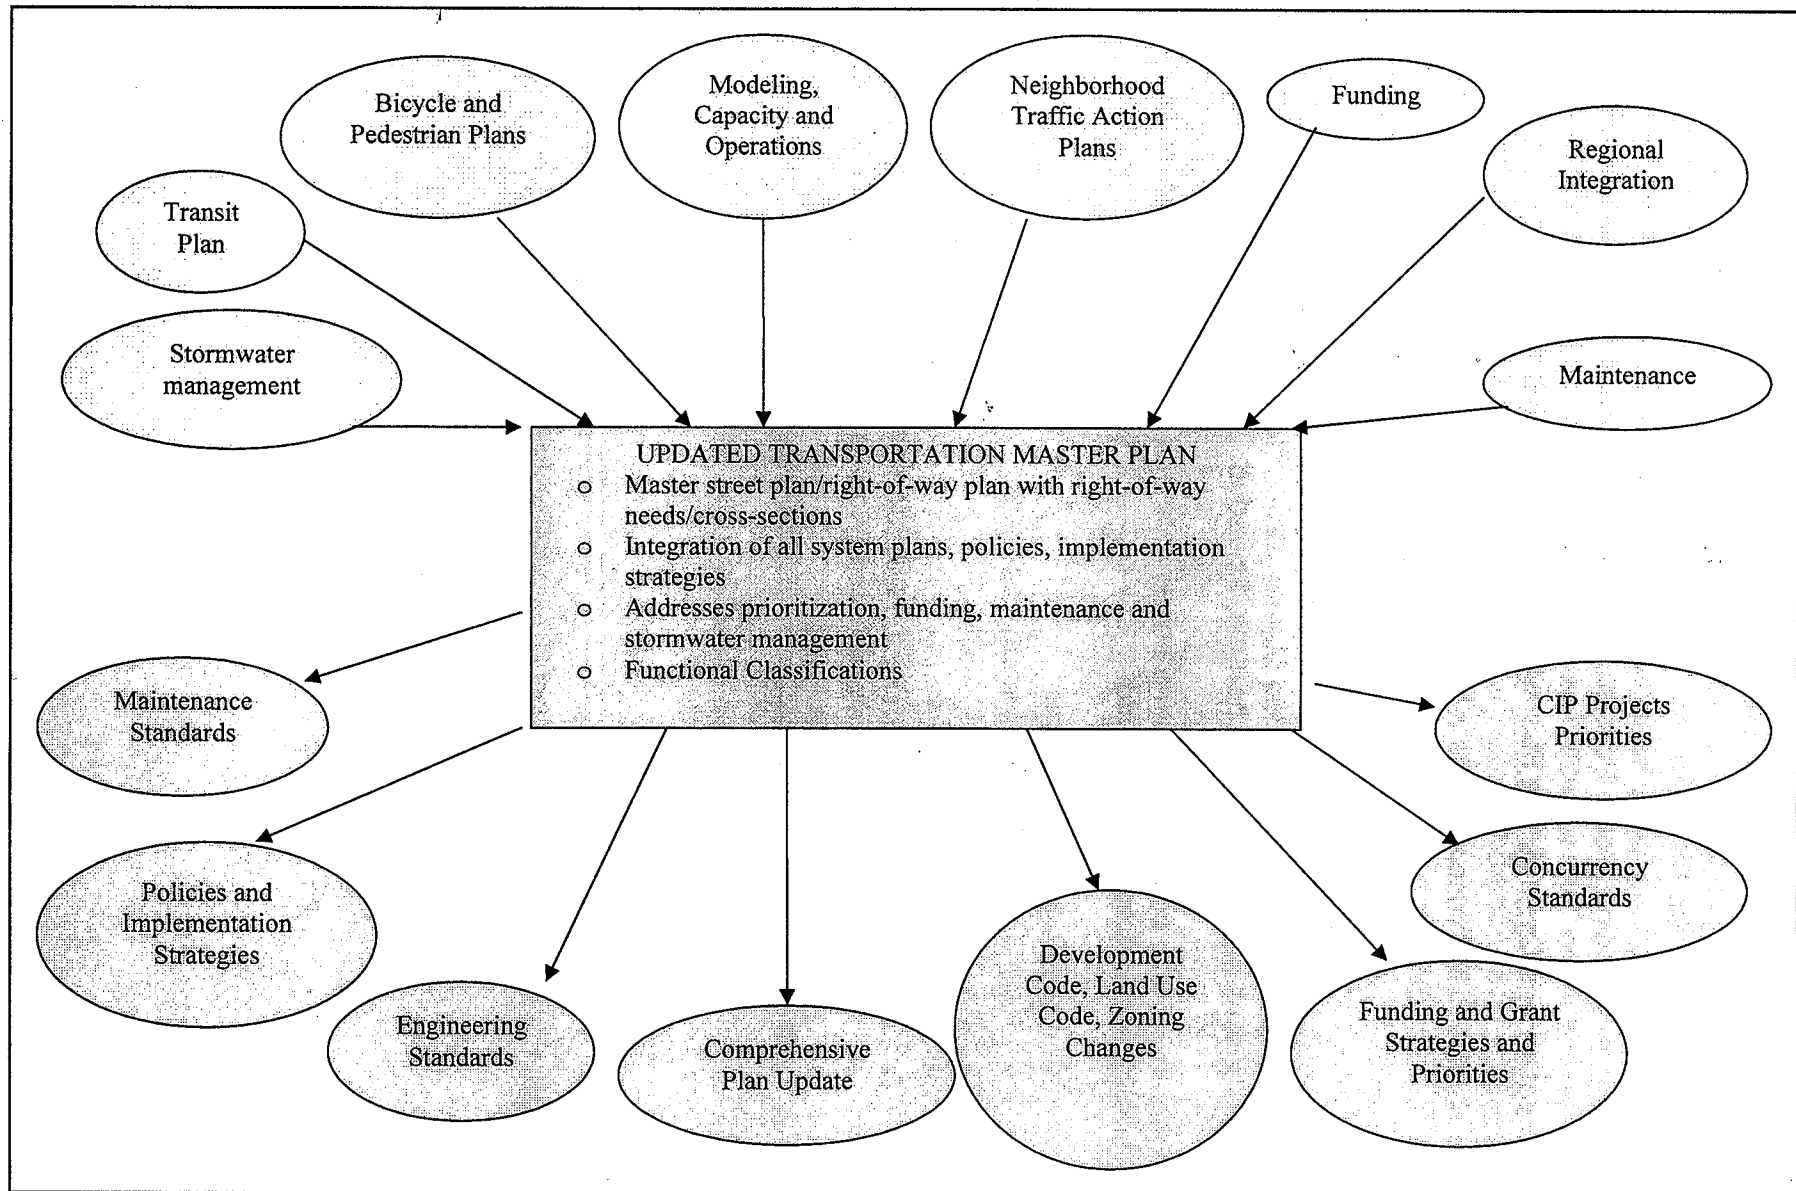 Bicycle and
Pedestrian Plans
Modeling,
Capacity and
Operations
Neighborhood
Traffic Action
Plans
Funding
Regional
Integration
Transit
Plan
Stormwater
management
Maintenance
UPDATED TRANSPORTATION MASTER PLAN
o Master street plan/right-of-way plan with right-of-way
needs/cross-sections
o Integration of all system plans, policies, implementation
strategies
o Addresses prioritization, funding, maintenance and
stormwater management
o Functional Classifications
Maintenance
Standards
CIP Projects
Priorities
Policies and
Implementation
Strategies
Concurrency
Standards
Engineering
Standards
Comprehensive
Plan Update
Development
Code, Land Use
Code, Zoning
Changes
Funding and Grant
Strategies and
Priorities